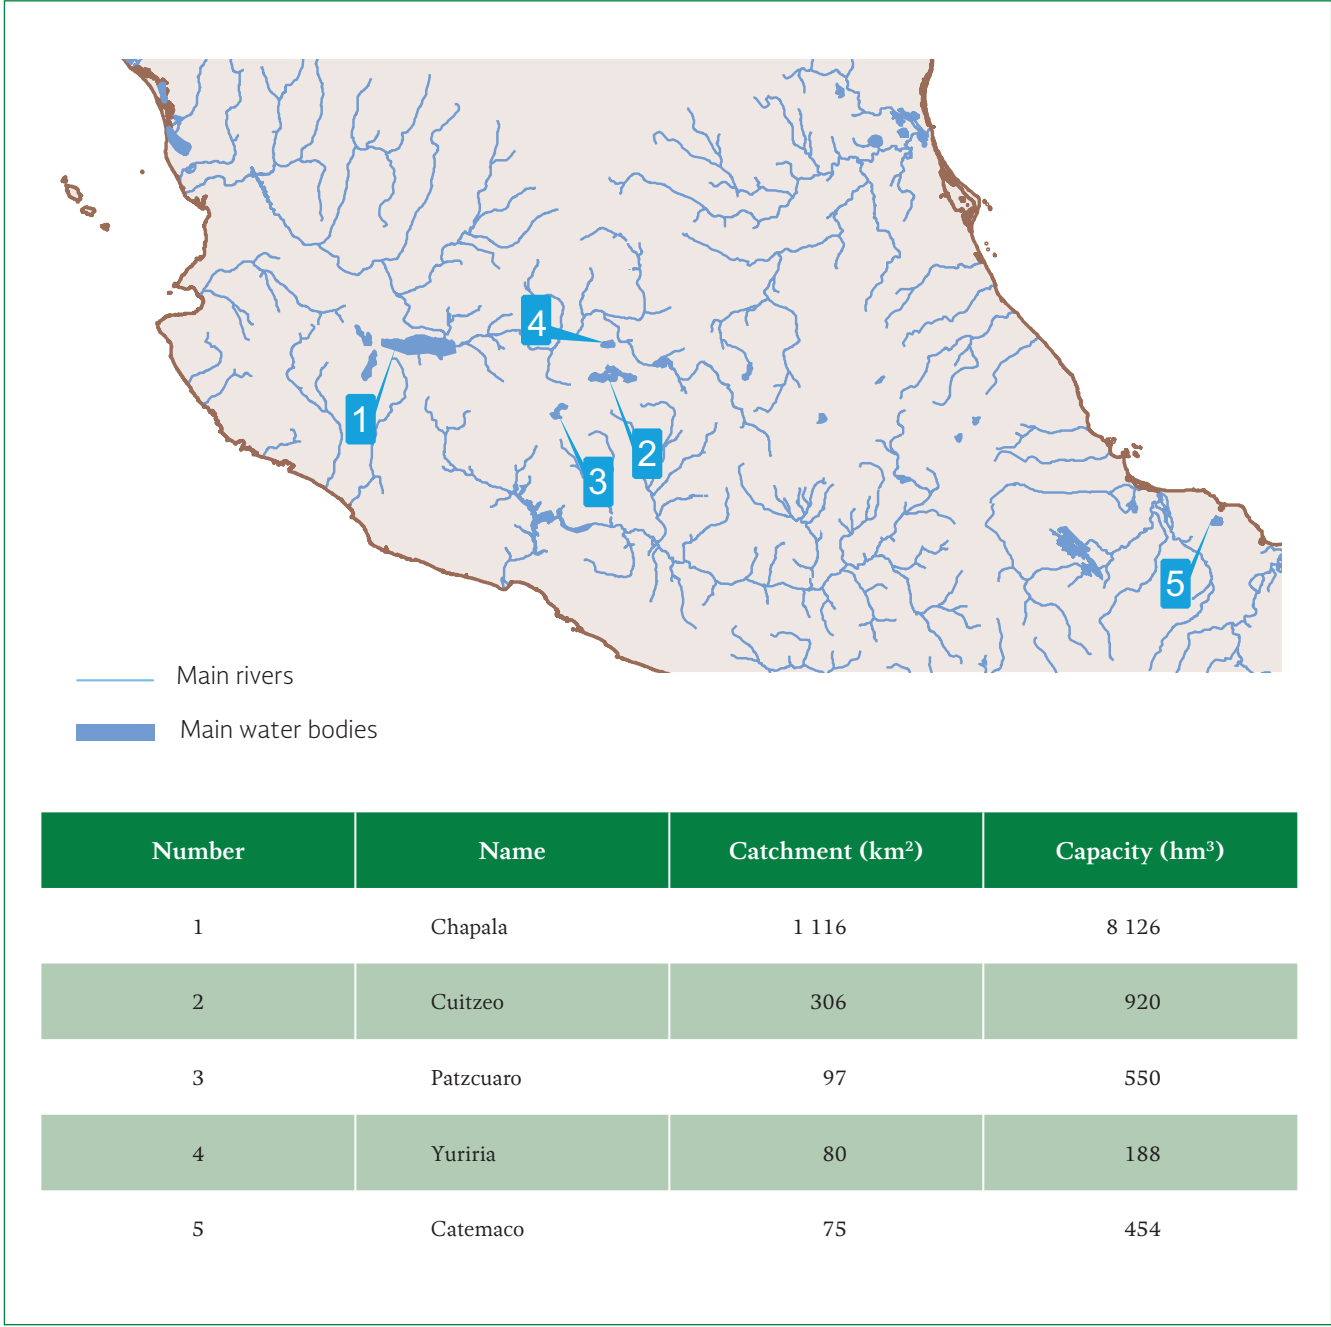 4
1
2
3
5
Main rivers
Main water bodies
Number Name Catchment (km²) Capacity (hm³)
1 Chapala 1 116 8 126
2 Cuitzeo 306 920
3 Patzcuaro 97 550
4 Yuriria 80 188
5 Catemaco 75 454